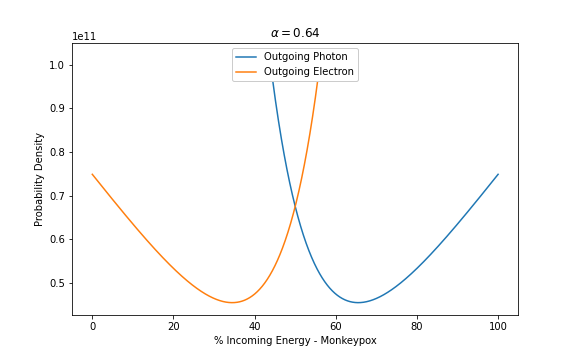 α = 0.64
1e11
Outgoing Photon
Outgoing Electron
1.0
0.9
0.8
0.7
0.6
0.5
Probability Density
0 20 40 60 80 100
% Incoming Energy - Monkeypox